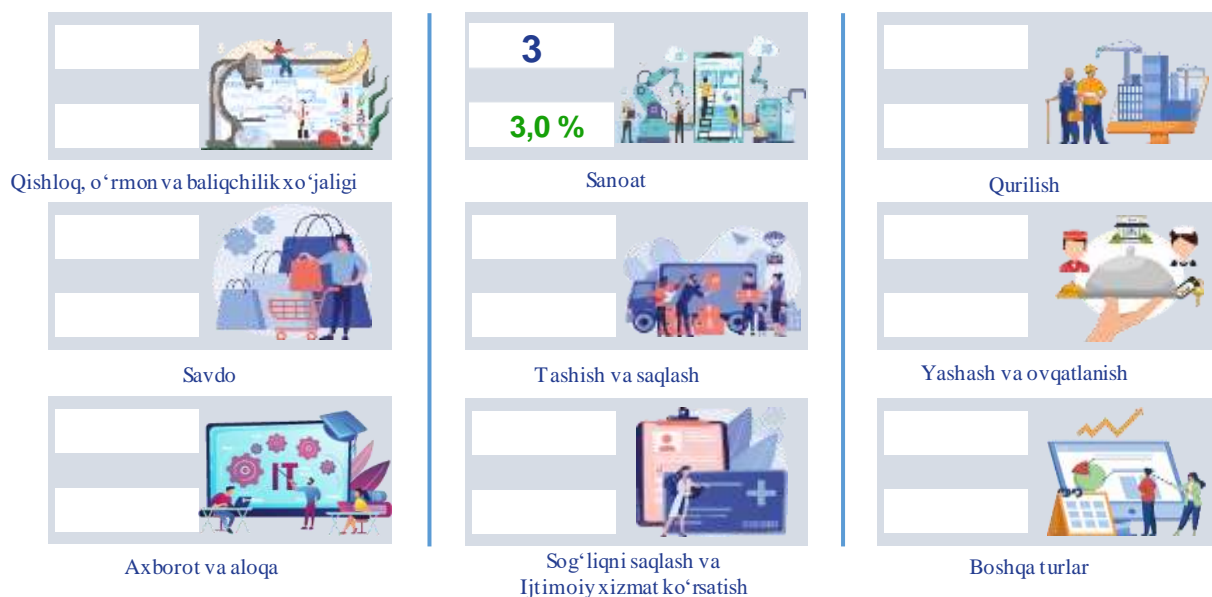 3
3,0 %
Qishloq, o‘rmon va baliqchilik xo‘jaligi
Sanoat
Qurilish
Savdo
Tashish va saqlash
Yashash va ovqatlanish
IT
Axborot va aloqa
Sog‘liqni saqlash va
Ijtimoiy xizmat ko‘rsatish
Boshqa turlar